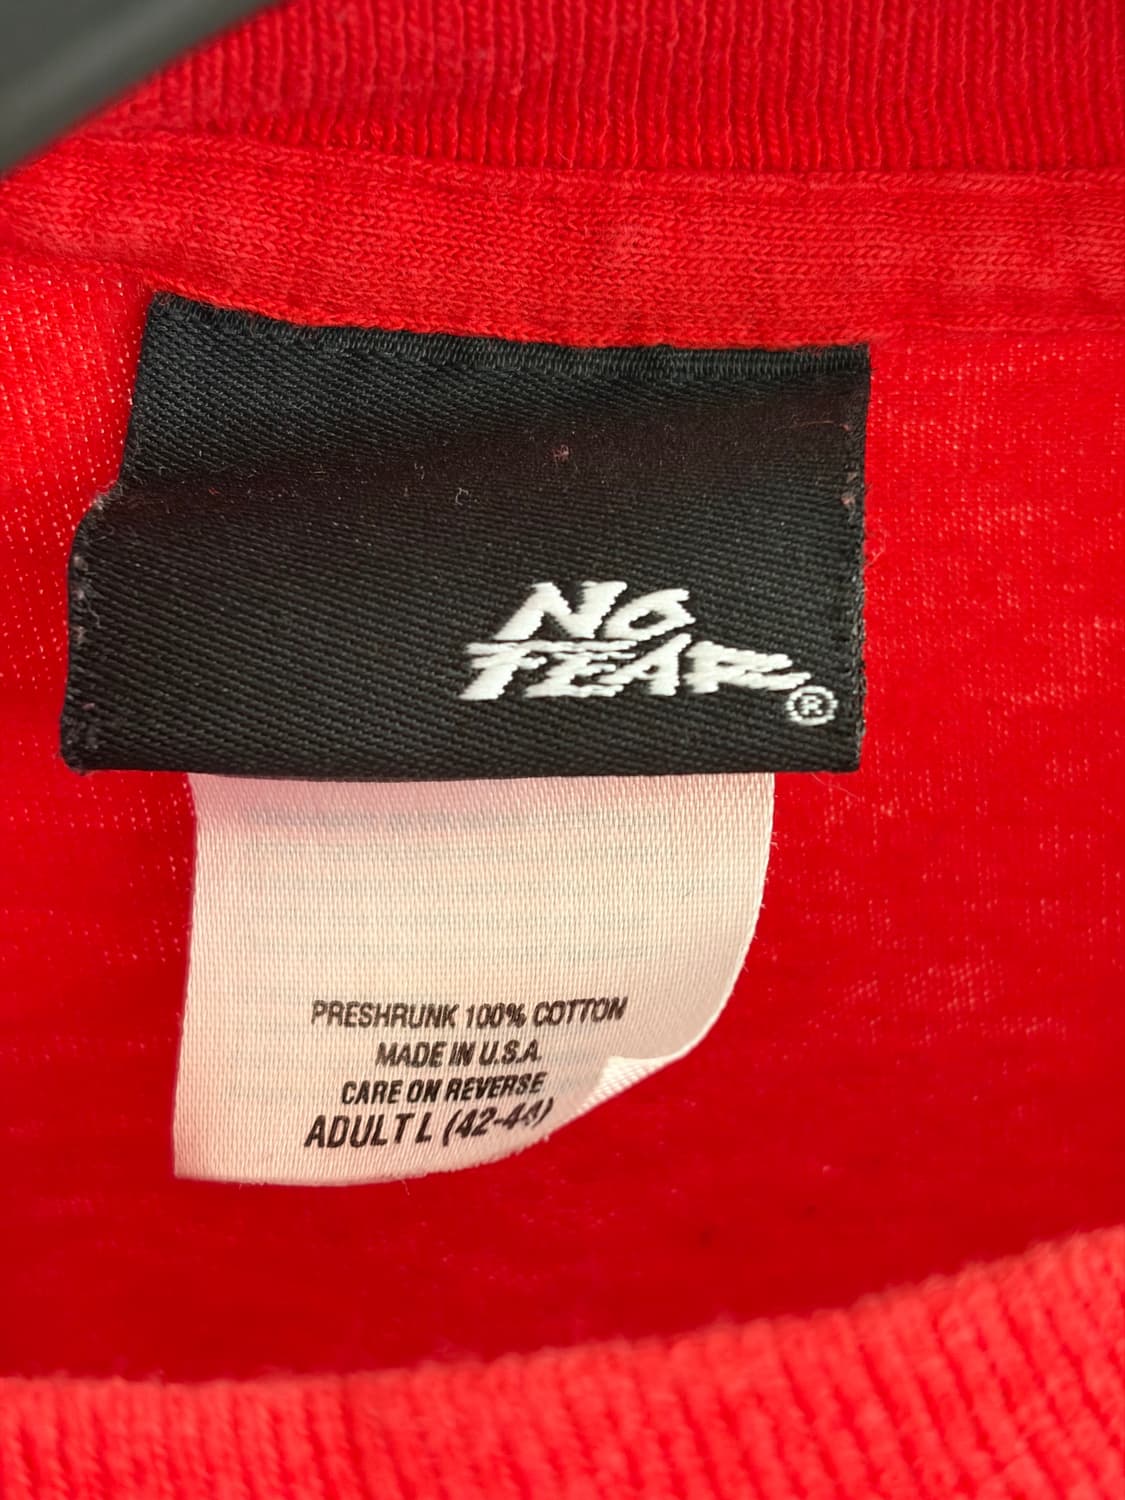 NO
FEAR®
PRESHRUNK 100% COTTON
MADE IN U.S.A.
CARE ON REVERSE
ADULT L (42-44)